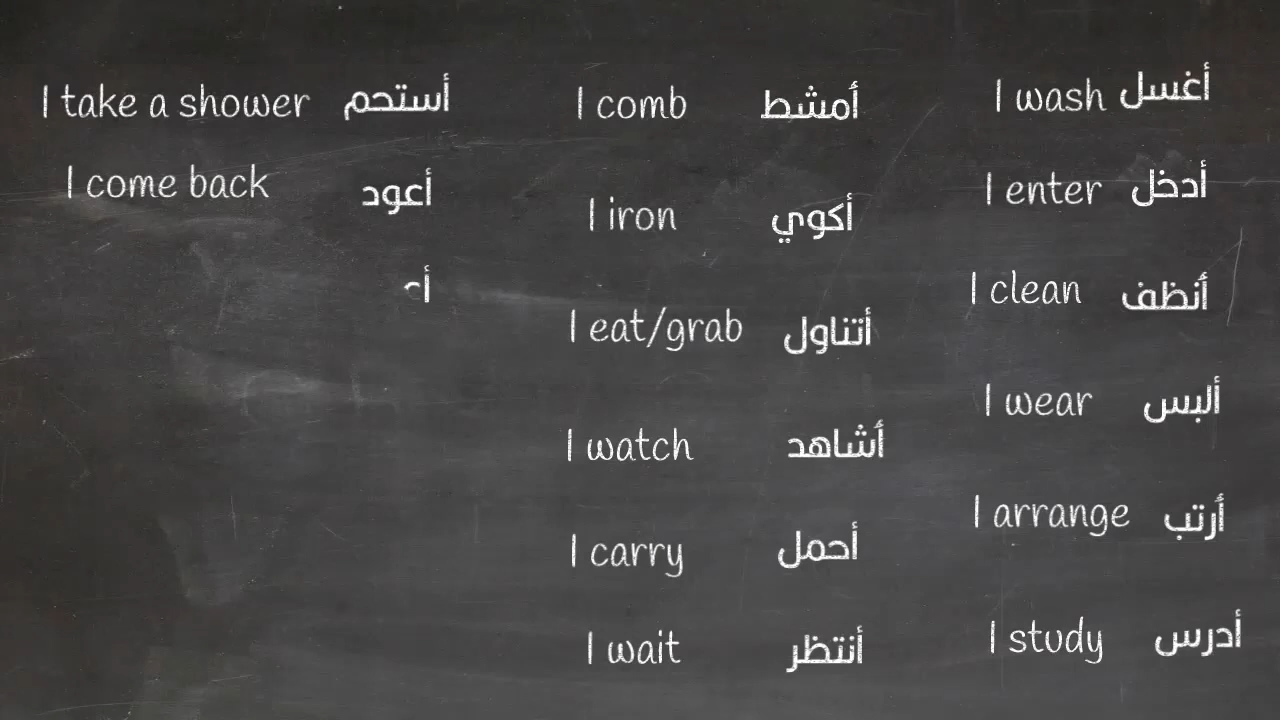 I wash أغسل
I enter أدخل
I clean أنظف
I wear ألبس
I arrange أرتب
I study أدرس
I comb أمشط
I iron أكوي
I eat/grab أتناول
I watch أشاهد
I carry أحمل
I wait أنتظر
I take a shower أستحم
I come back أعود